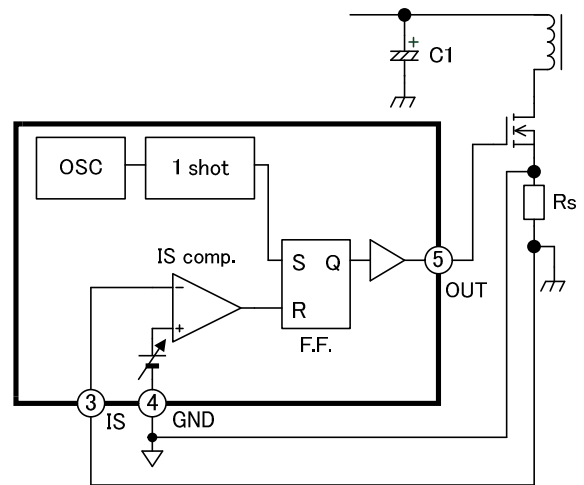 +
C1
OSC
1 shot
Rs
IS comp.
S
Q
5
OUT
−
+
R
F.F.
3
IS
4
GND